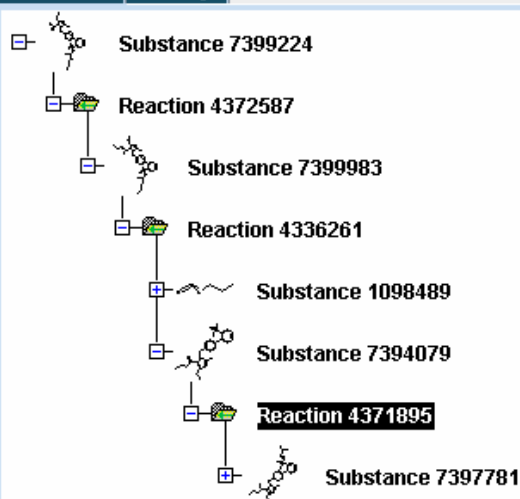 Substance 7399224
Reaction 4372587
Substance 7399983
Reaction 4336261
Substance 1098489
Substance 7394079
Reaction 4371895
Substance 7397781